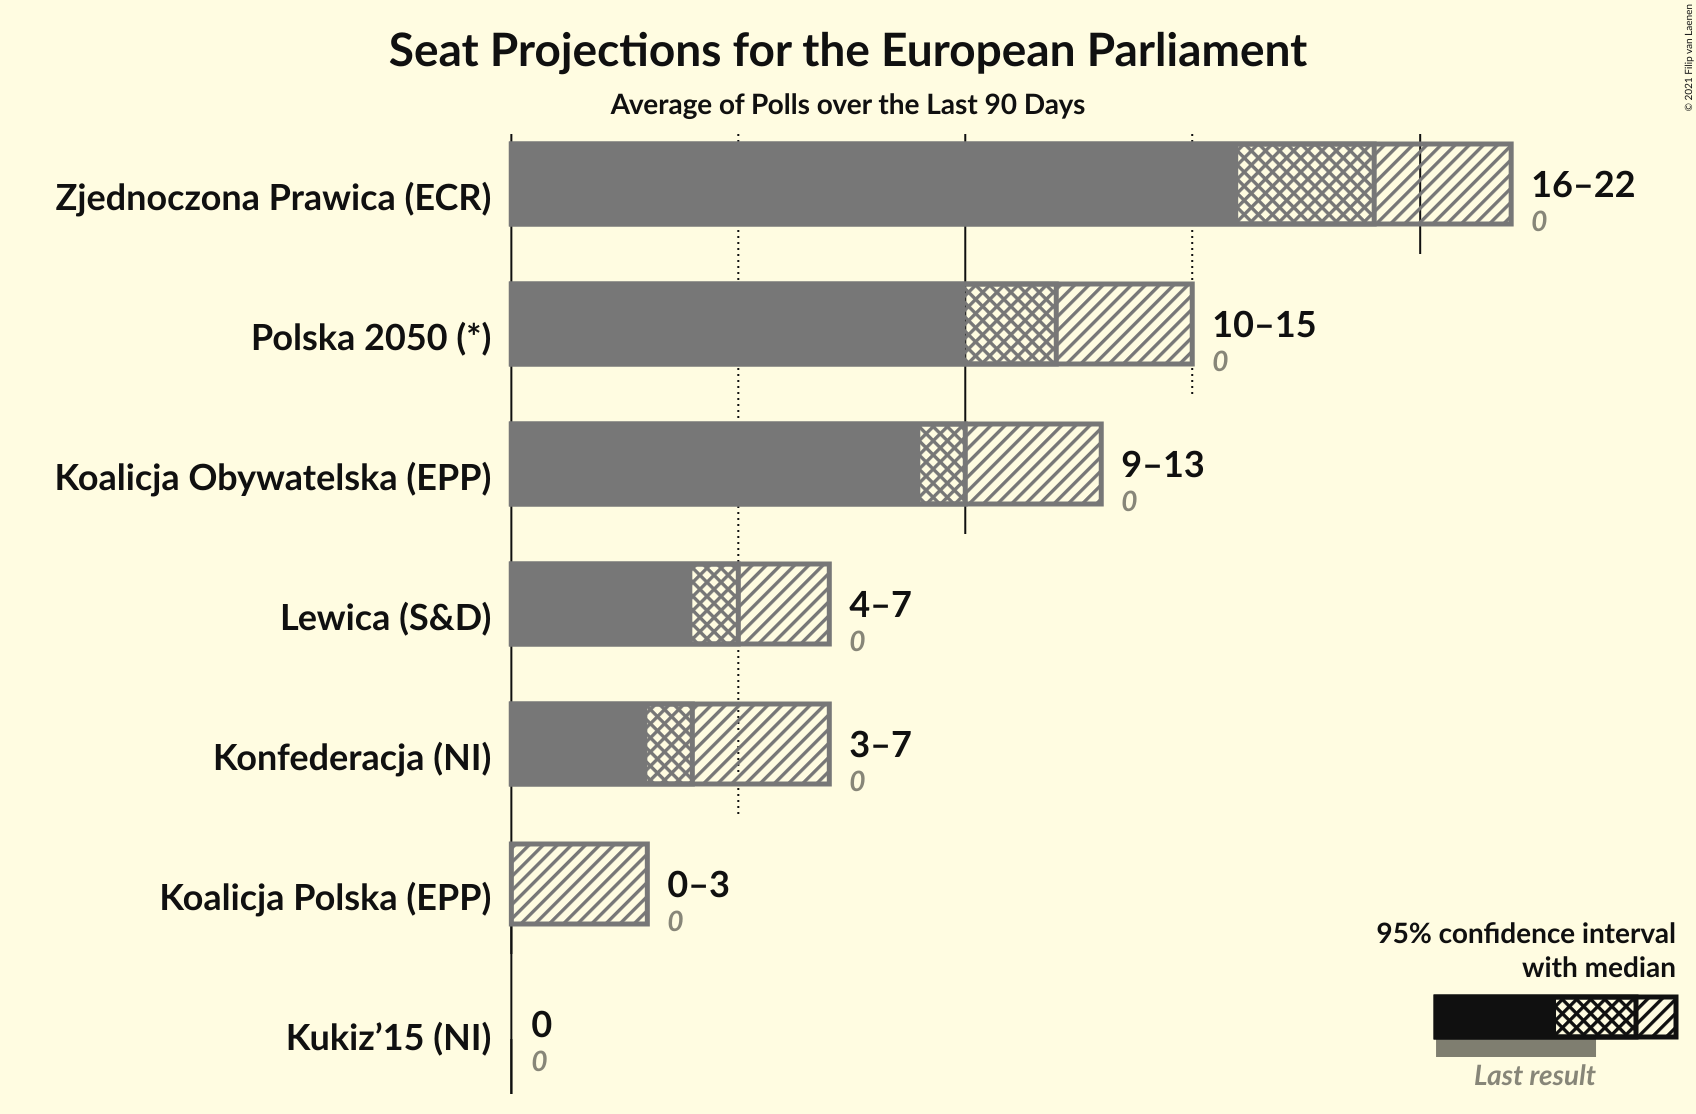 Seat Projections for the European Parliament
Average of Polls over the Last 90 Days
© 2021 Filip van Laenen
Zjednoczona Prawica (ECR)
16–22
0
Polska 2050 (*)
10–15
0
Koalicja Obywatelska (EPP)
9–13
0
Lewica (S&D)
4–7
0
Konfederacja (NI)
3–7
0
Koalicja Polska (EPP)
0–3
0
Kukiz’15 (NI)
0
0
95% confidence interval
with median
Last result